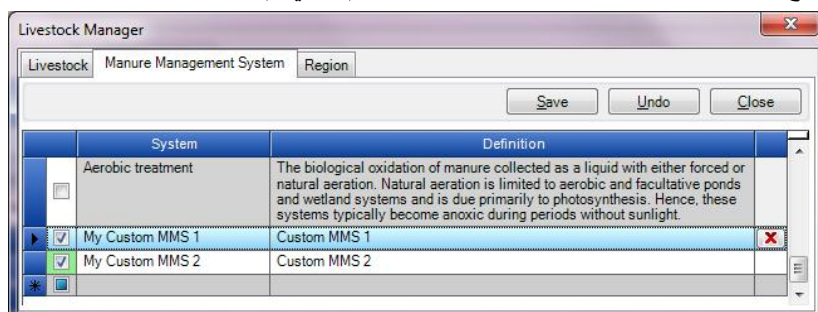 Livestock Manager
Livestock Manure Management System Region
Save Undo Close
System Definition
Aerobic treatment The biological oxidation of manure collected as a liquid with either forced or
natural aeration. Natural aeration is limited to aerobic and facultative ponds
and wetland systems and is due primarily to photosynthesis. Hence, these
systems typically become anoxic during periods without sunlight.
My Custom MMS 1 Custom MMS 1
My Custom MMS 2 Custom MMS 2